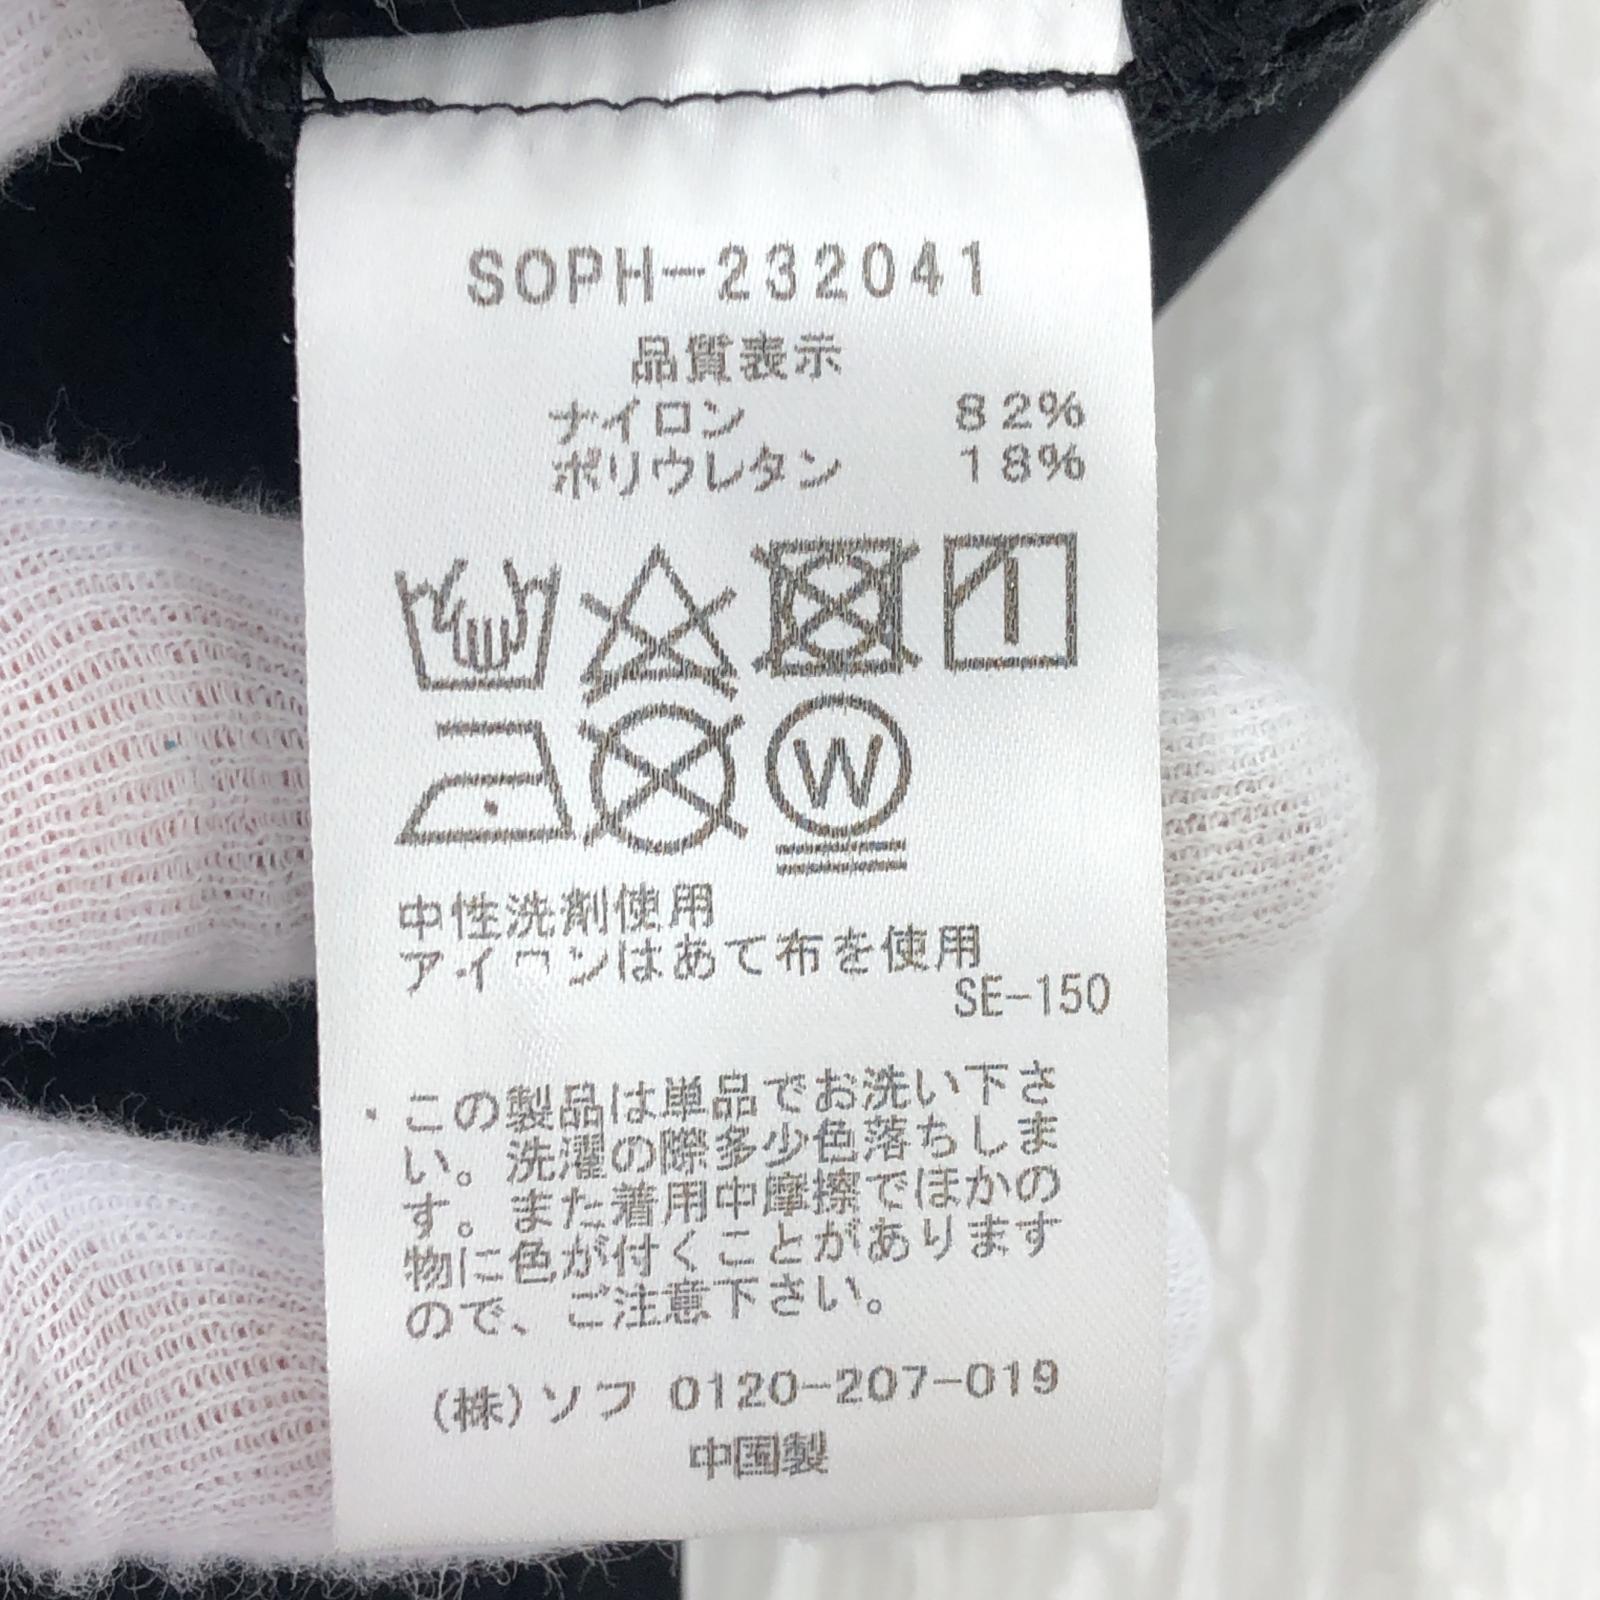 SOPH-232041
品質表示
ナイロン 82%
ポリウレタン 18%
W
中性洗剤使用
アイロンはあて布を使用
SE-150
この製品は単品でお洗い下さ
い。洗濯の際多少色落ちしま
す。また着用中摩擦でほかの
物に色が付くことがあります
ので、ご注意下さい。
(株)ソフ 0120-207-019
中国製